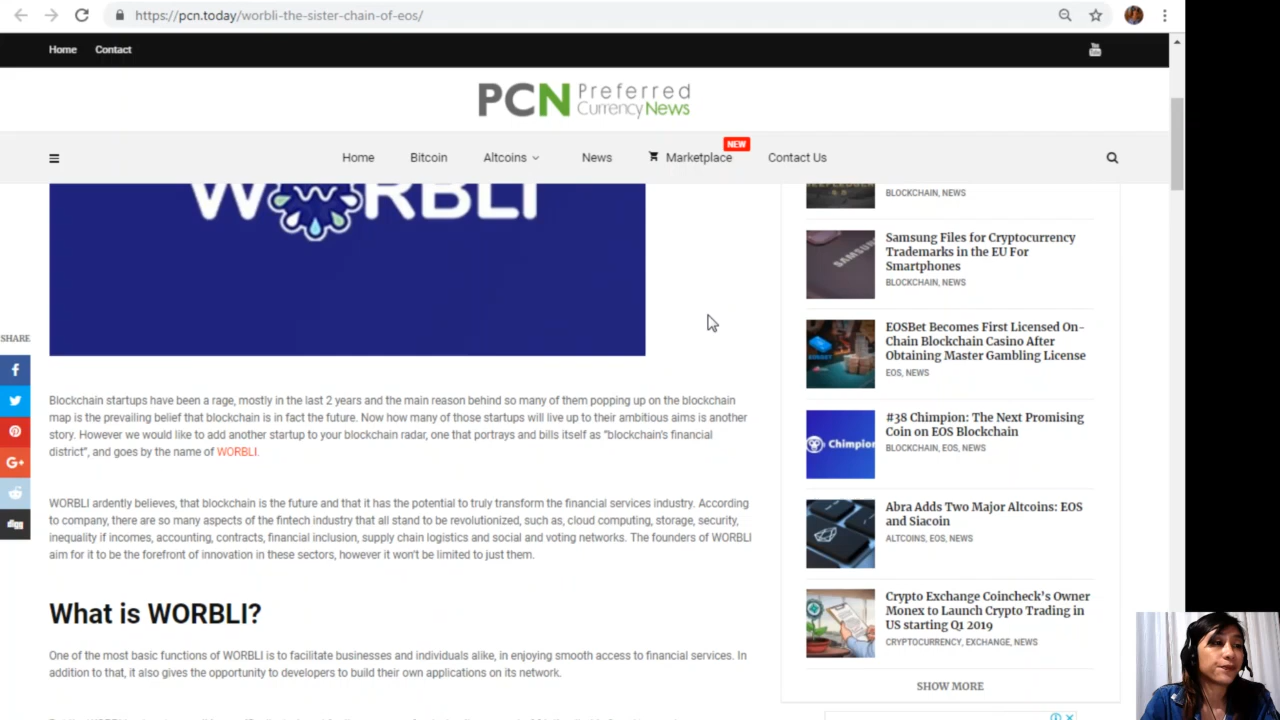 https://pcn.today/worbli-the-sister-chain-of-eos/
Home Contact
PCN Preferred
Currency News
Home Bitcoin Altcoins News Marketplace NEW Contact Us
WORBLI
SHARE
Blockchain startups have been a rage, mostly in the last 2 years and the main reason behind so many of them popping up on the blockchain
map is the prevailing belief that blockchain is in fact the future. Now how many of those startups will live up to their ambitious aims is another
story. However we would like to add another startup to your blockchain radar, one that portrays and bills itself as "blockchain's financial
district", and goes by the name of WORBLI.
WORBLI ardently believes, that blockchain is the future and that it has the potential to truly transform the financial services industry. According
to company, there are so many aspects of the fintech industry that all stand to be revolutionized, such as, cloud computing, storage, security,
inequality if incomes, accounting, contracts, financial inclusion, supply chain logistics and social and voting networks. The founders of WORBLI
aim for it to be the forefront of innovation in these sectors, however it won't be limited to just them.
What is WORBLI?
One of the most basic functions of WORBLI is to facilitate businesses and individuals alike, in enjoying smooth access to financial services. In
addition to that, it also gives the opportunity to developers to build their own applications on its network.
BLOCKCHAIN, NEWS
SAMSUNG
Samsung Files for Cryptocurrency
Trademarks in the EU For
Smartphones
BLOCKCHAIN, NEWS
EOSBet Becomes First Licensed On-
Chain Blockchain Casino After
Obtaining Master Gambling License
EOS, NEWS
Chimpion
#38 Chimpion: The Next Promising
Coin on EOS Blockchain
BLOCKCHAIN, EOS, NEWS
Abra Adds Two Major Altcoins: EOS
and Siacoin
ALTCOINS, EOS, NEWS
Crypto Exchange Coincheck's Owner
Monex to Launch Crypto Trading in
US starting Q1 2019
CRYPTOCURRENCY, EXCHANGE, NEWS
SHOW MORE